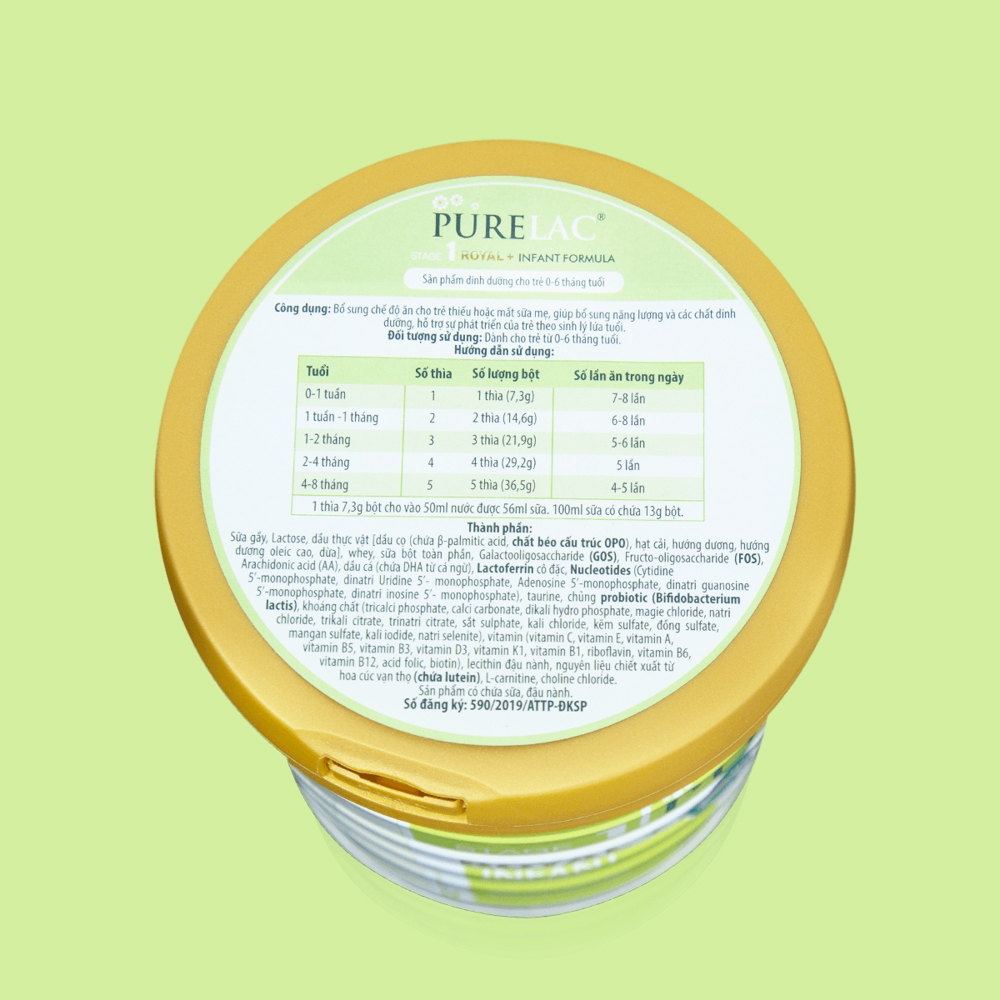 PURELAC®
STAGE 1 ROYAL+ INFANT FORMULA
Sản phẩm dinh dưỡng cho trẻ 0-6 tháng tuổi
Công dụng: Bổ sung chế độ ăn cho trẻ thiếu hoặc mất sữa mẹ, giúp bổ sung năng lượng và các chất dinh
dưỡng, hỗ trợ sự phát triển của trẻ theo sinh lý lứa tuổi.
Đối tượng sử dụng: Dành cho trẻ từ 0-6 tháng tuổi.
Hướng dẫn sử dụng:
Tuổi Số thìa Số lượng bột Số lần ăn trong ngày
0-1 tuần 1 1 thìa (7,3g) 7-8 lần
1 tuần -1 tháng 2 2 thìa (14,6g) 6-8 lần
1-2 tháng 3 3 thìa (21,9g) 5-6 lần
2-4 tháng 4 4 thìa (29,2g) 5 lần
4-8 tháng 5 5 thìa (36,5g) 4-5 lần
1 thìa 7,3g bột cho vào 50ml nước được 56ml sữa. 100ml sữa có chứa 13g bột.
Thành phần:
Sữa gầy, Lactose, dầu thực vật [dầu cọ (chứa β-palmitic acid, chất béo cấu trúc OPO), hạt cải, hướng dương, hướng
dương oleic cao, dừa], whey, sữa bột toàn phần, Galactooligosaccharide (GOS), Fructo-oligosaccharide (FOS),
Arachidonic acid (AA), dầu cá (chứa DHA từ cá ngừ), Lactoferrin cô đặc, Nucleotides (Cytidine
5'-monophosphate, dinatri Uridine 5'- monophosphate, Adenosine 5'-monophosphate, dinatri guanosine
5'-monophosphate, dinatri inosine 5'- monophosphate), taurine, chủng probiotic (Bifidobacterium
lactis), khoáng chất (tricalci phosphate, calci carbonate, dikali hydro phosphate, magie chloride, natri
chloride, trikali citrate, trinatri citrate, sắt sulphate, kali chloride, kẽm sulfate, đồng sulfate,
mangan sulfate, kali iodide, natri selenite), vitamin (vitamin C, vitamin E, vitamin A,
vitamin B5, vitamin B3, vitamin D3, vitamin K1, vitamin B1, riboflavin, vitamin B6,
vitamin B12, acid folic, biotin), lecithin đậu nành, nguyên liệu chiết xuất từ
hoa cúc vạn thọ (chứa lutein), L-carnitine, choline chloride.
Sản phẩm có chứa sữa, đậu nành.
Số đăng ký: 590/2019/ATTP-ĐKSP
INFANT